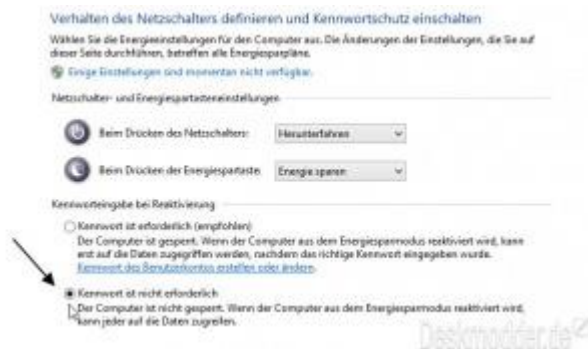 Verhalten des Netzschalters definieren und Kennwortschutz einschalten
Wählen Sie die Energieeinstellungen für den Computer aus. Die Änderungen der Einstellungen, die Sie auf
dieser Seite durchführen, betreffen alle Energiesparpläne.
Einige Einstellungen sind momentan nicht verfügbar.
Netzschalter- und Energiespartasteneinstellungen
Beim Drücken des Netzschalters: Herunterfahren
Beim Drücken der Energiespartaste: Energie sparen
Kennworteingabe bei Reaktivierung
Kennwort ist erforderlich (empfohlen)
Der Computer ist gesperrt. Wenn der Computer aus dem Energiesparmodus reaktiviert wird, kann
erst auf die Daten zugegriffen werden, nachdem das richtige Kennwort eingegeben wurde.
Kennwort des Benutzerkontos erstellen oder ändern.
Kennwort ist nicht erforderlich
Der Computer ist nicht gesperrt. Wenn der Computer aus dem Energiesparmodus reaktiviert wird,
kann jeder auf die Daten zugreifen.
Deskmodder.de